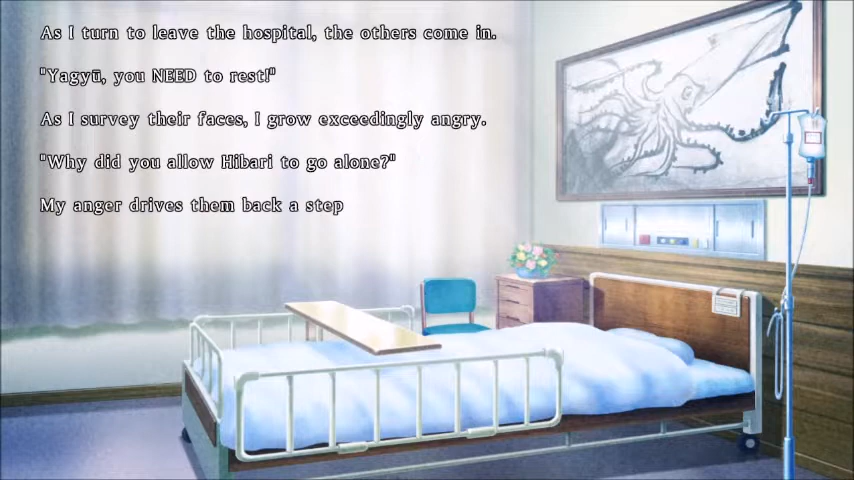 As I turn to leave the hospital, the others come in.
"Yagyū, you NEED to rest!"
As I survey their faces, I grow exceedingly angry.
"Why did you allow Hibari to go alone?"
My anger drives them back a step